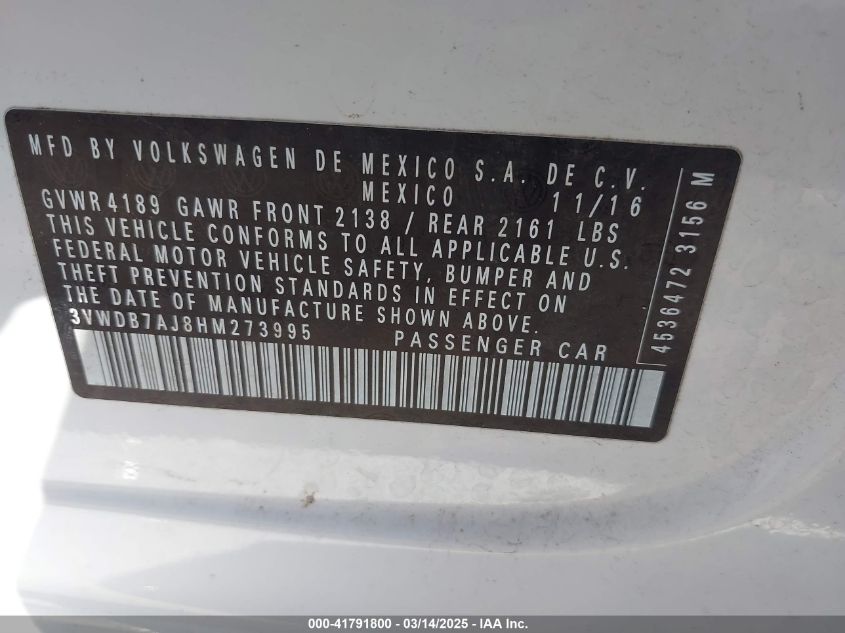 MFD BY VOLKSWAGEN DE MEXICO S.A. DE C.V.
MEXICO 11/16
GVWR 4189 GAWR FRONT 2138 / REAR 2161 LBS
THIS VEHICLE CONFORMS TO ALL APPLICABLE U.S.
FEDERAL MOTOR VEHICLE SAFETY, BUMPER AND
THEFT PREVENTION STANDARDS IN EFFECT ON
THE DATE OF MANUFACTURE SHOWN ABOVE.
3VWDB7AJ8HM273995 PASSENGER CAR
4536472 3156 M
000-41791800 - 03/14/2025 - IAA Inc.